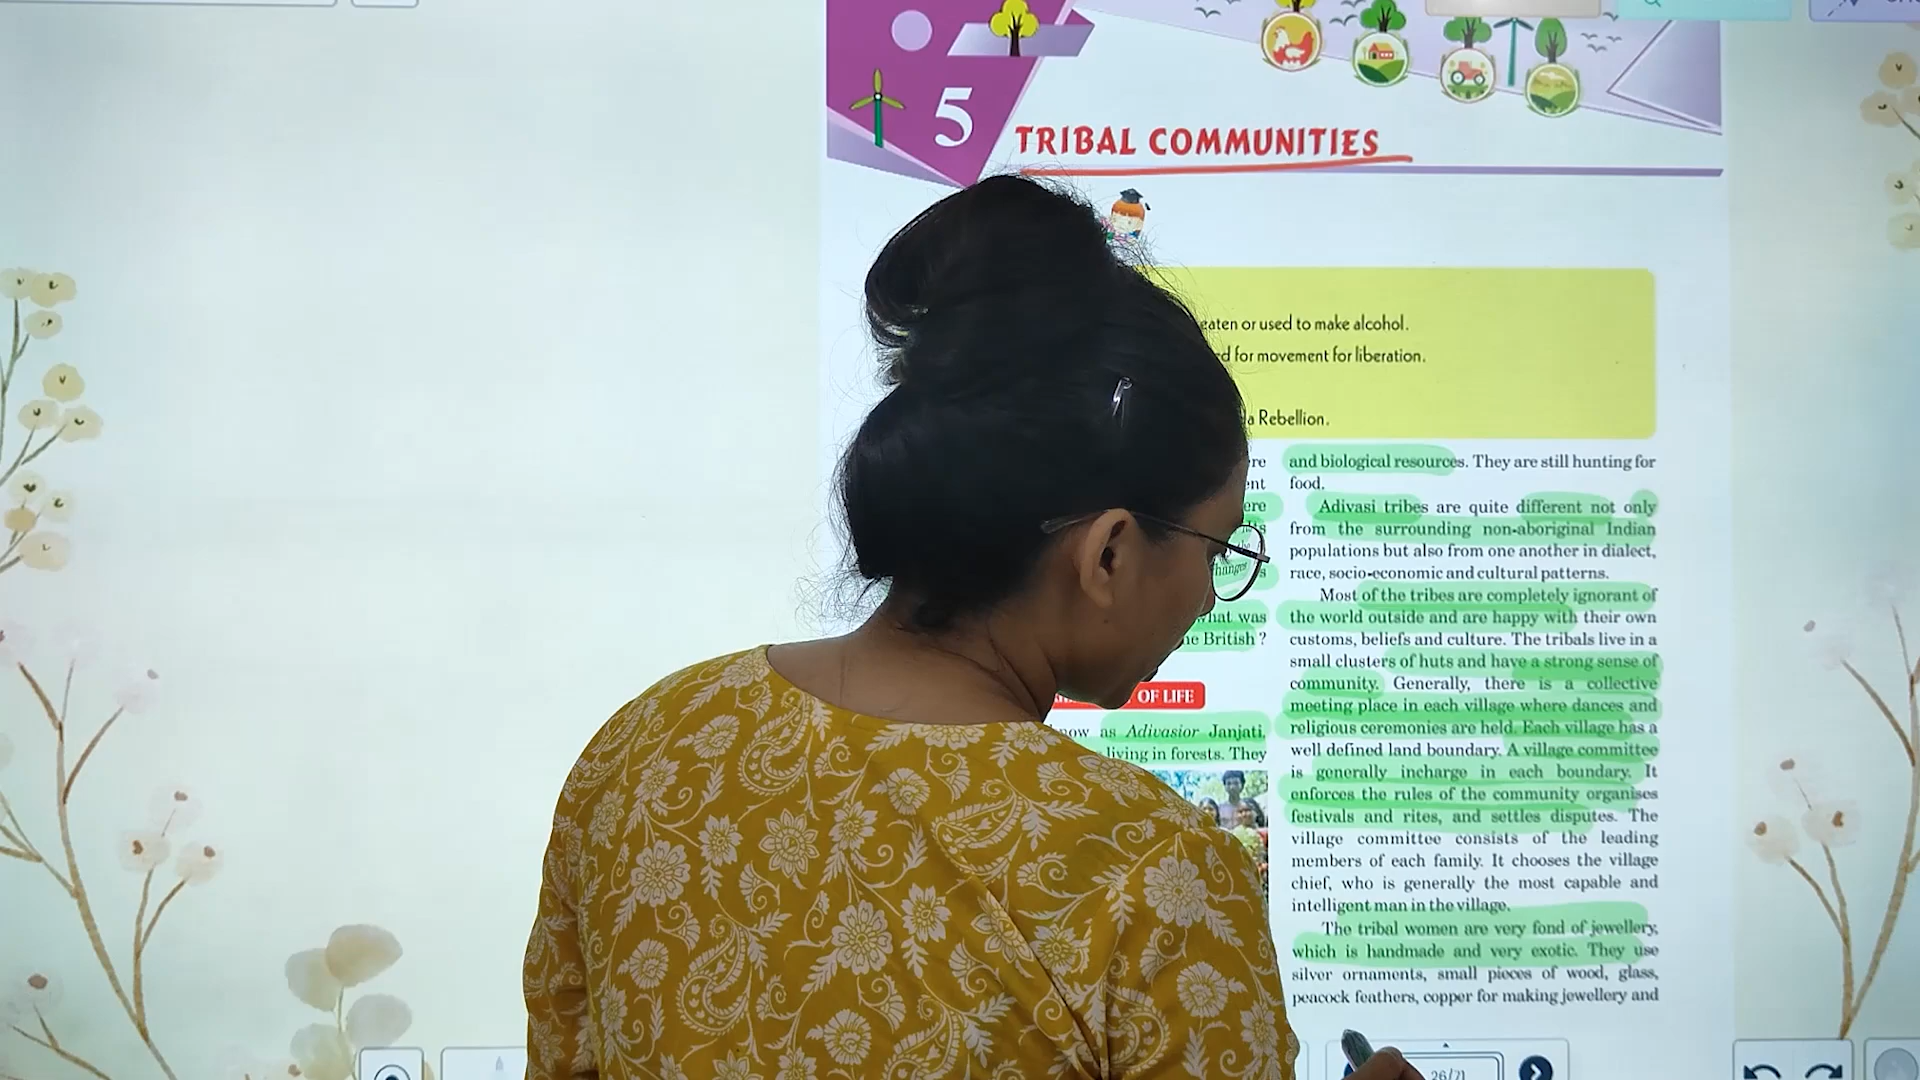 5
TRIBAL COMMUNITIES
eaten or used to make alcohol.
for movement for liberation.
Rebellion.
what was
British ?
OF LIFE
as Adivasior Janjati,
living in forests. They
and biological resources. They are still hunting for
food.
Adivasi tribes are quite different not only
from the surrounding non-aboriginal Indian
populations but also from one another in dialect,
race, socio-economic and cultural patterns.
Most of the tribes are completely ignorant of
the world outside and are happy with their own
customs, beliefs and culture. The tribals live in a
small clusters of huts and have a strong sense of
community. Generally, there is a collective
meeting place in each village where dances and
religious ceremonies are held. Each village has a
well defined land boundary. A village committee
is generally incharge in each boundary. It
enforces the rules of the community organises
festivals and rites, and settles disputes. The
village committee consists of the leading
members of each family. It chooses the village
chief, who is generally the most capable and
intelligent man in the village.
The tribal women are very fond of jewellery,
which is handmade and very exotic. They use
silver ornaments, small pieces of wood, glass,
peacock feathers, copper for making jewellery and
26/71